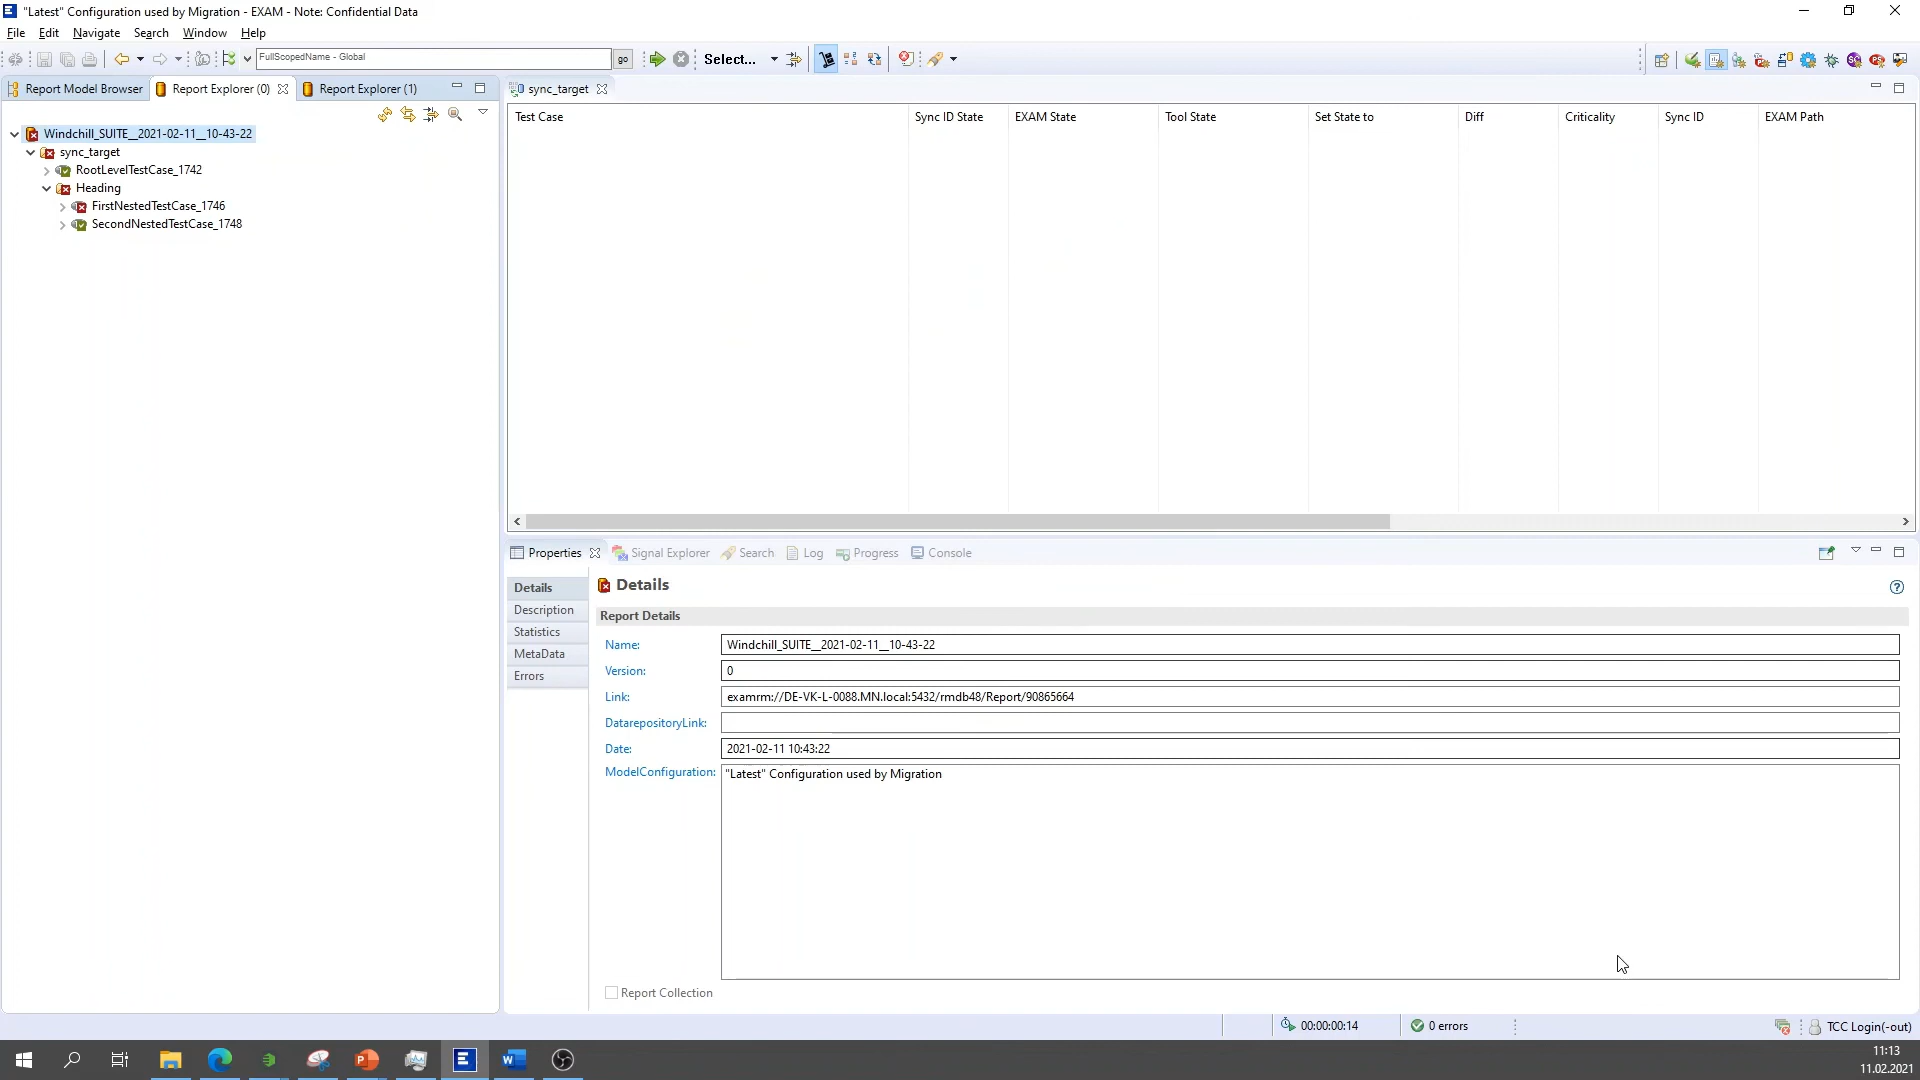 "Latest" Configuration used by Migration - EXAM - Note: Confidential Data
File Edit Navigate Search Window Help
FullScopedName - Global
go
Select...
Report Model Browser
Report Explorer (0)
Report Explorer (1)
sync_target
Windchill_SUITE__2021-02-11__10-43-22
sync_target
RootLevelTestCase_1742
Heading
FirstNestedTestCase_1746
SecondNestedTestCase_1748
Test Case
Sync ID State
EXAM State
Tool State
Set State to
Diff
Criticality
Sync ID
EXAM Path
Properties
Signal Explorer
Search
Log
Progress
Console
Details
Description
Statistics
MetaData
Errors
Details
Report Details
Name: Windchill_SUITE__2021-02-11__10-43-22
Version: 0
Link: examrm://DE-VK-L-0088.MN.local:5432/rmdb48/Report/90865664
DatarepositoryLink:
Date: 2021-02-11 10:43:22
ModelConfiguration: "Latest" Configuration used by Migration
Report Collection
00:00:00:14
0 errors
TCC Login(-out)
11:13
11.02.2021